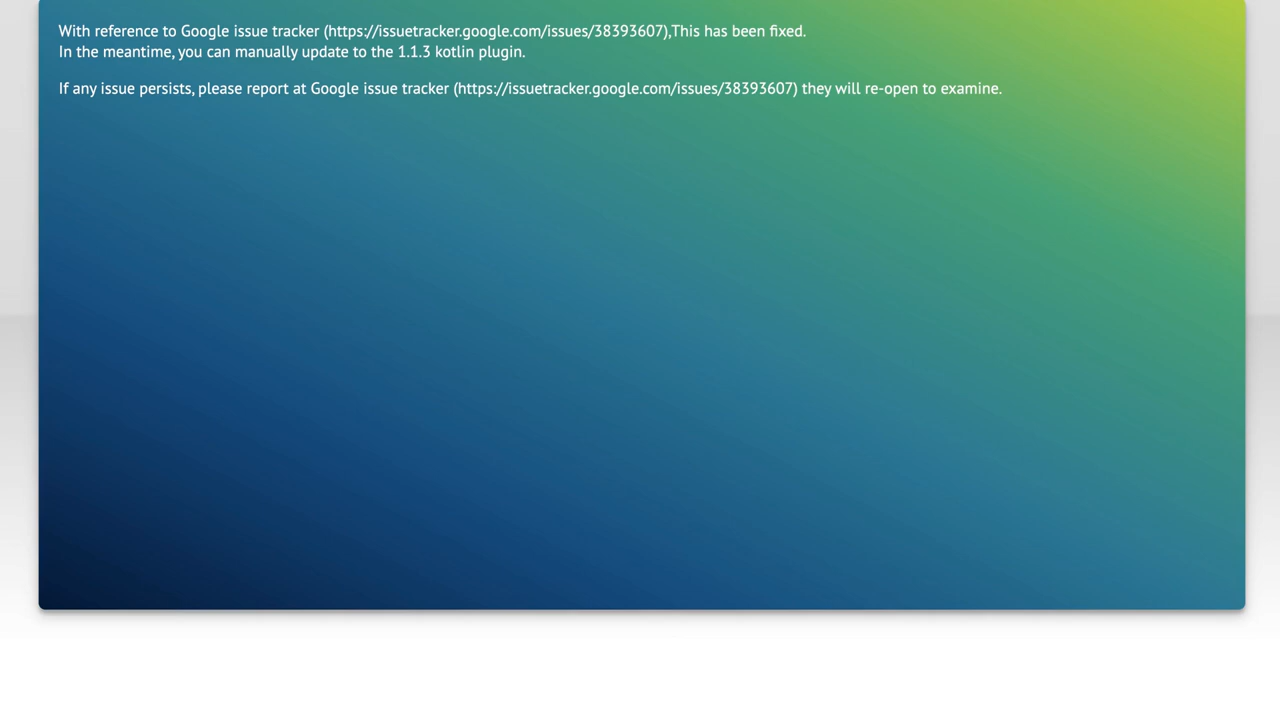 With reference to Google issue tracker (https://issuetracker.google.com/issues/38393607),This has been fixed.
In the meantime, you can manually update to the 1.1.3 kotlin plugin.
If any issue persists, please report at Google issue tracker (https://issuetracker.google.com/issues/38393607) they will re-open to examine.